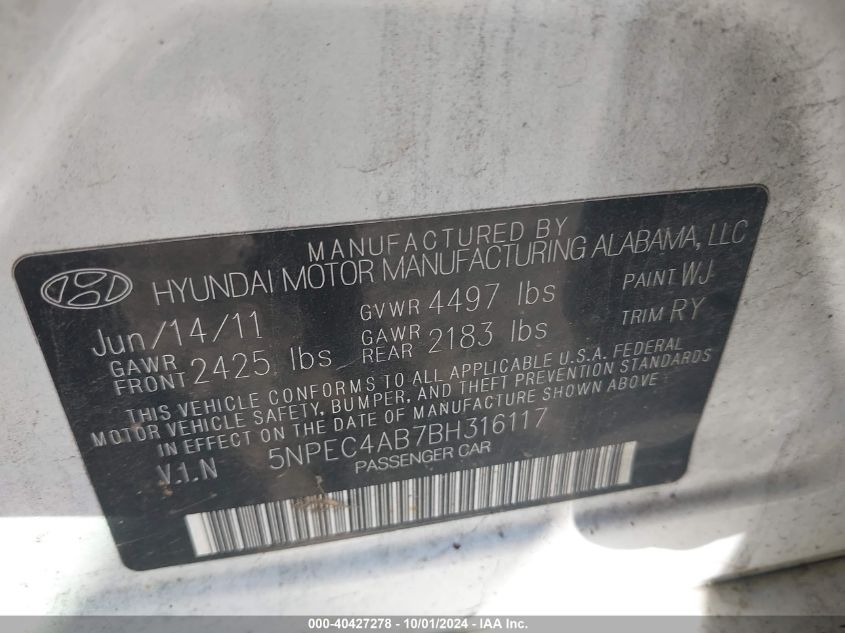 MANUFACTURED BY
HYUNDAI MOTOR MANUFACTURING ALABAMA, LLC
Jun/14/11 GVWR 4497 lbs PAINT WJ
GAWR FRONT 2425 lbs GAWR REAR 2183 lbs TRIM RY
THIS VEHICLE CONFORMS TO ALL APPLICABLE U.S.A. FEDERAL
MOTOR VEHICLE SAFETY, BUMPER, AND THEFT PREVENTION STANDARDS
IN EFFECT ON THE DATE OF MANUFACTURE SHOWN ABOVE
V.I.N 5NPEC4AB7BH316117
PASSENGER CAR
000-40427278 - 10/01/2024 - IAA Inc.